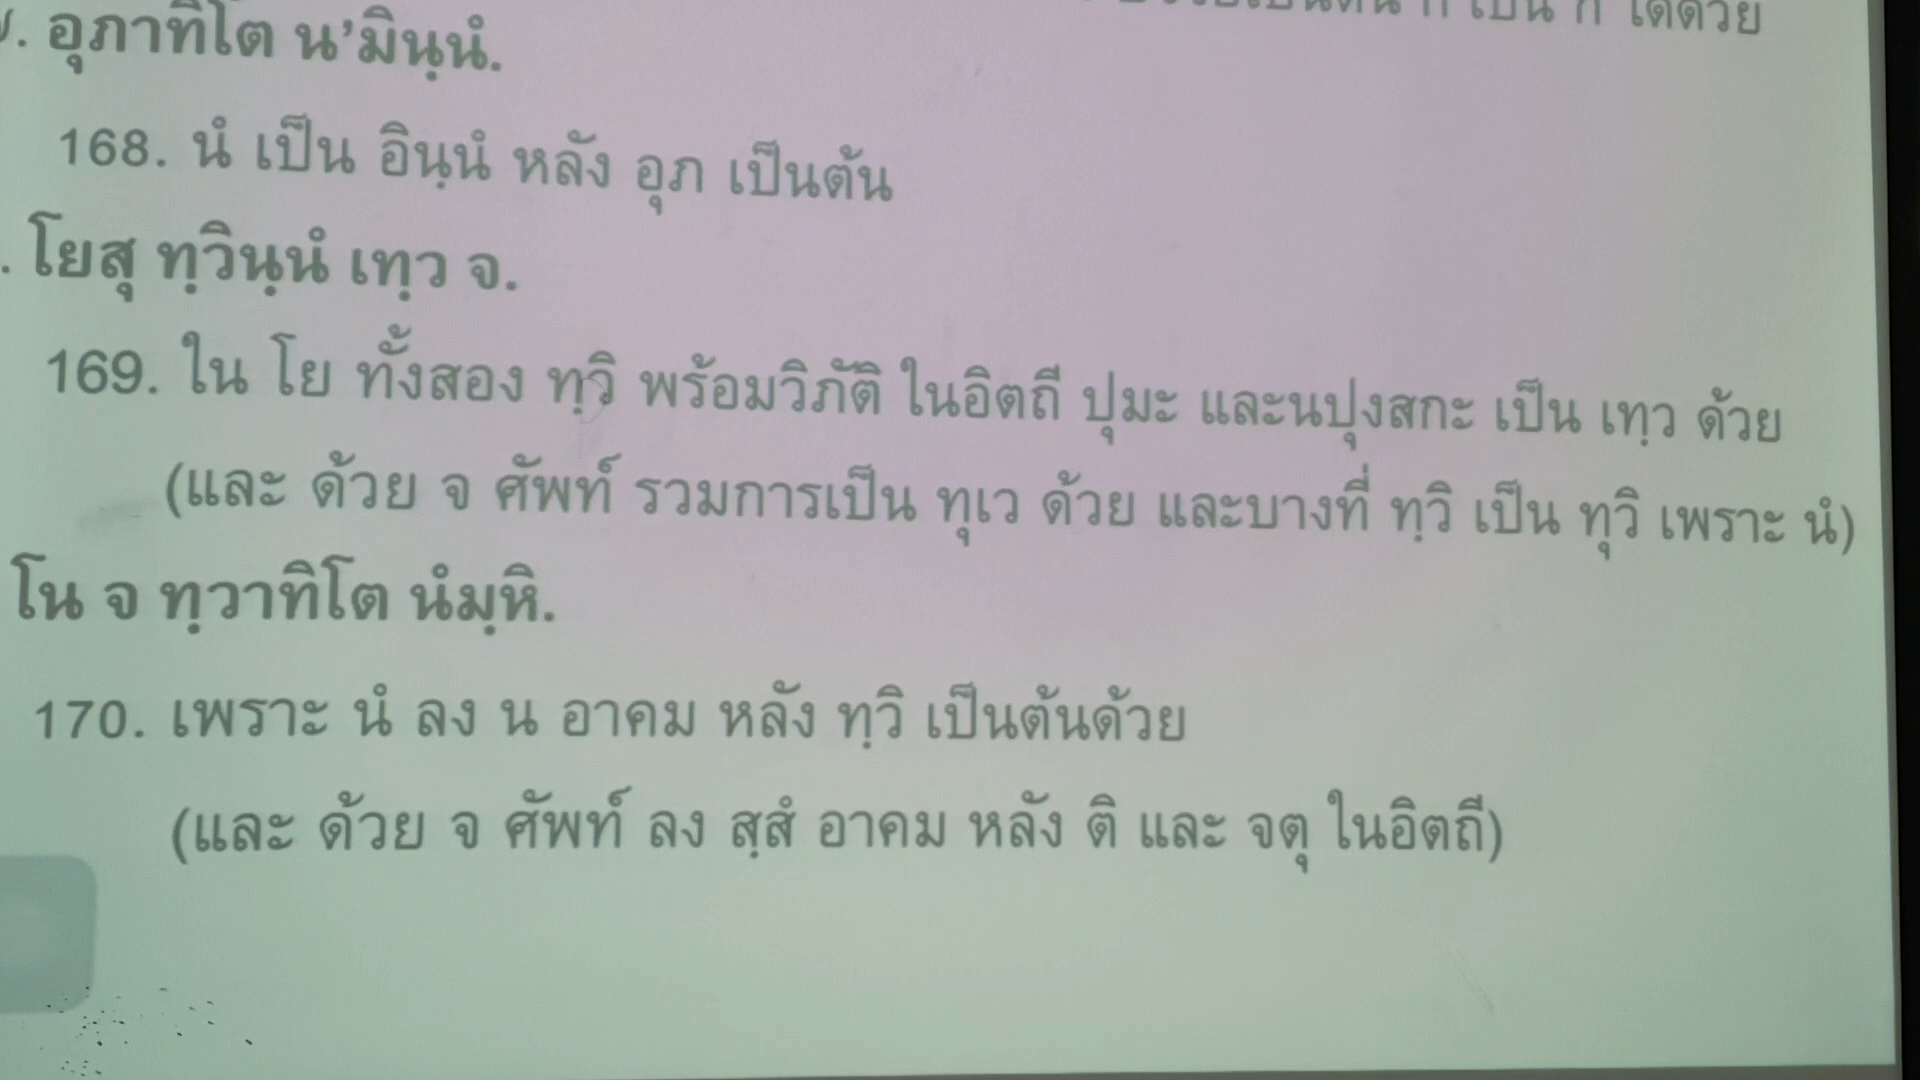 อุภาทิโต น’มินฺนํ.
168. นํ เป็น อินฺนํ หลัง อุภ เป็นต้น
. โยสุ ทฺวินฺนํ เทฺว จ.
169. ใน โย ทั้งสอง ทฺวิ พร้อมวิภัติ ในอิตถี ปุมะ และนปุงสกะ เป็น เทฺว ด้วย
(และ ด้วย จ ศัพท์ รวมการเป็น ทุเว ด้วย และบางที่ ทฺวิ เป็น ทุวิ เพราะ นํ)
โน จ ทฺวาทิโต นํมฺหิ.
170. เพราะ นํ ลง น อาคม หลัง ทฺวิ เป็นต้นด้วย
(และ ด้วย จ ศัพท์ ลง สฺสํ อาคม หลัง ติ และ จตุ ในอิตถี)